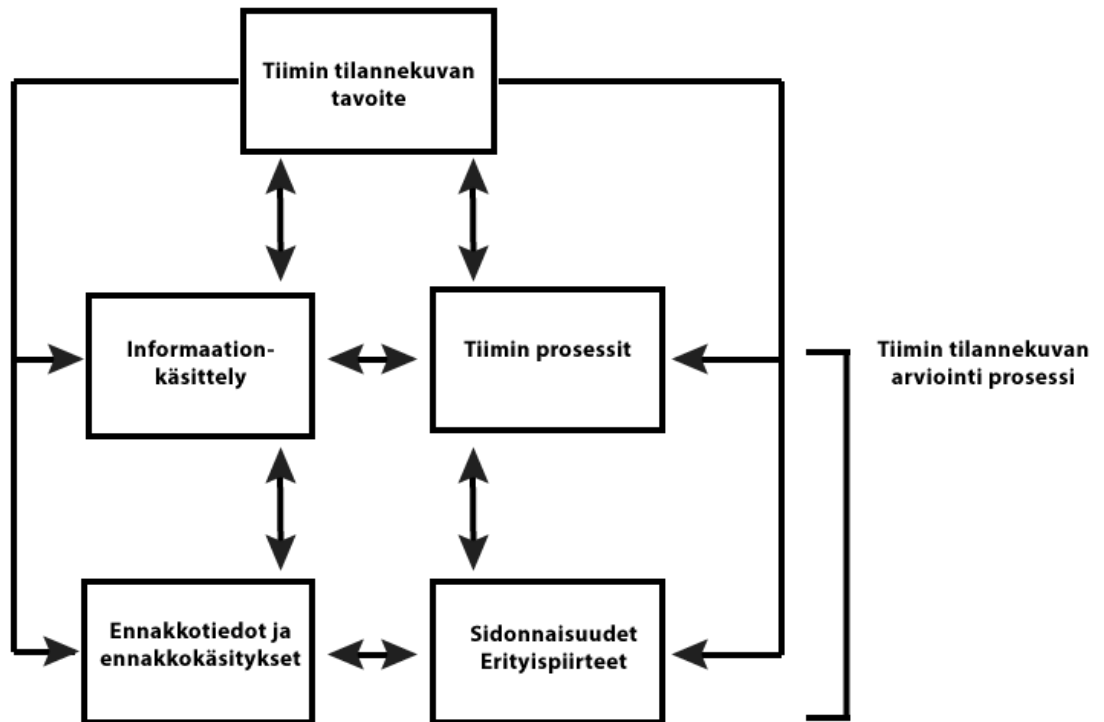 Tiimin tilannekuvan
tavoite
Informaation-
käsittely
Tiimin prosessit
Tiimin tilannekuvan
arviointi prosessi
Ennakkotiedot ja
ennakkokäsitykset
Sidonnaisuudet
Erityispiirteet